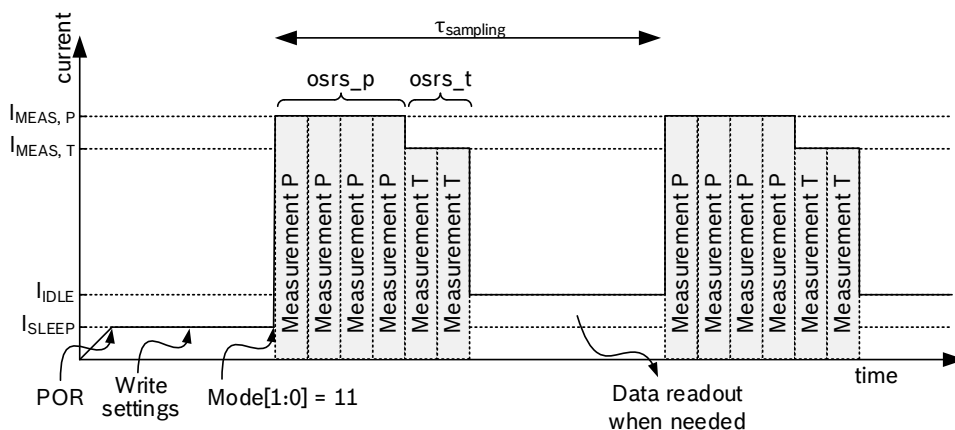 τsampling
current
osrs_p
osrs_t
IMEAS, P
IMEAS, T
Measurement P
Measurement P
Measurement P
Measurement P
Measurement T
Measurement T
Measurement P
Measurement P
Measurement P
Measurement P
Measurement T
Measurement T
IIDLE
ISLEEP
time
POR
Write
settings
Mode[1:0] = 11
Data readout
when needed